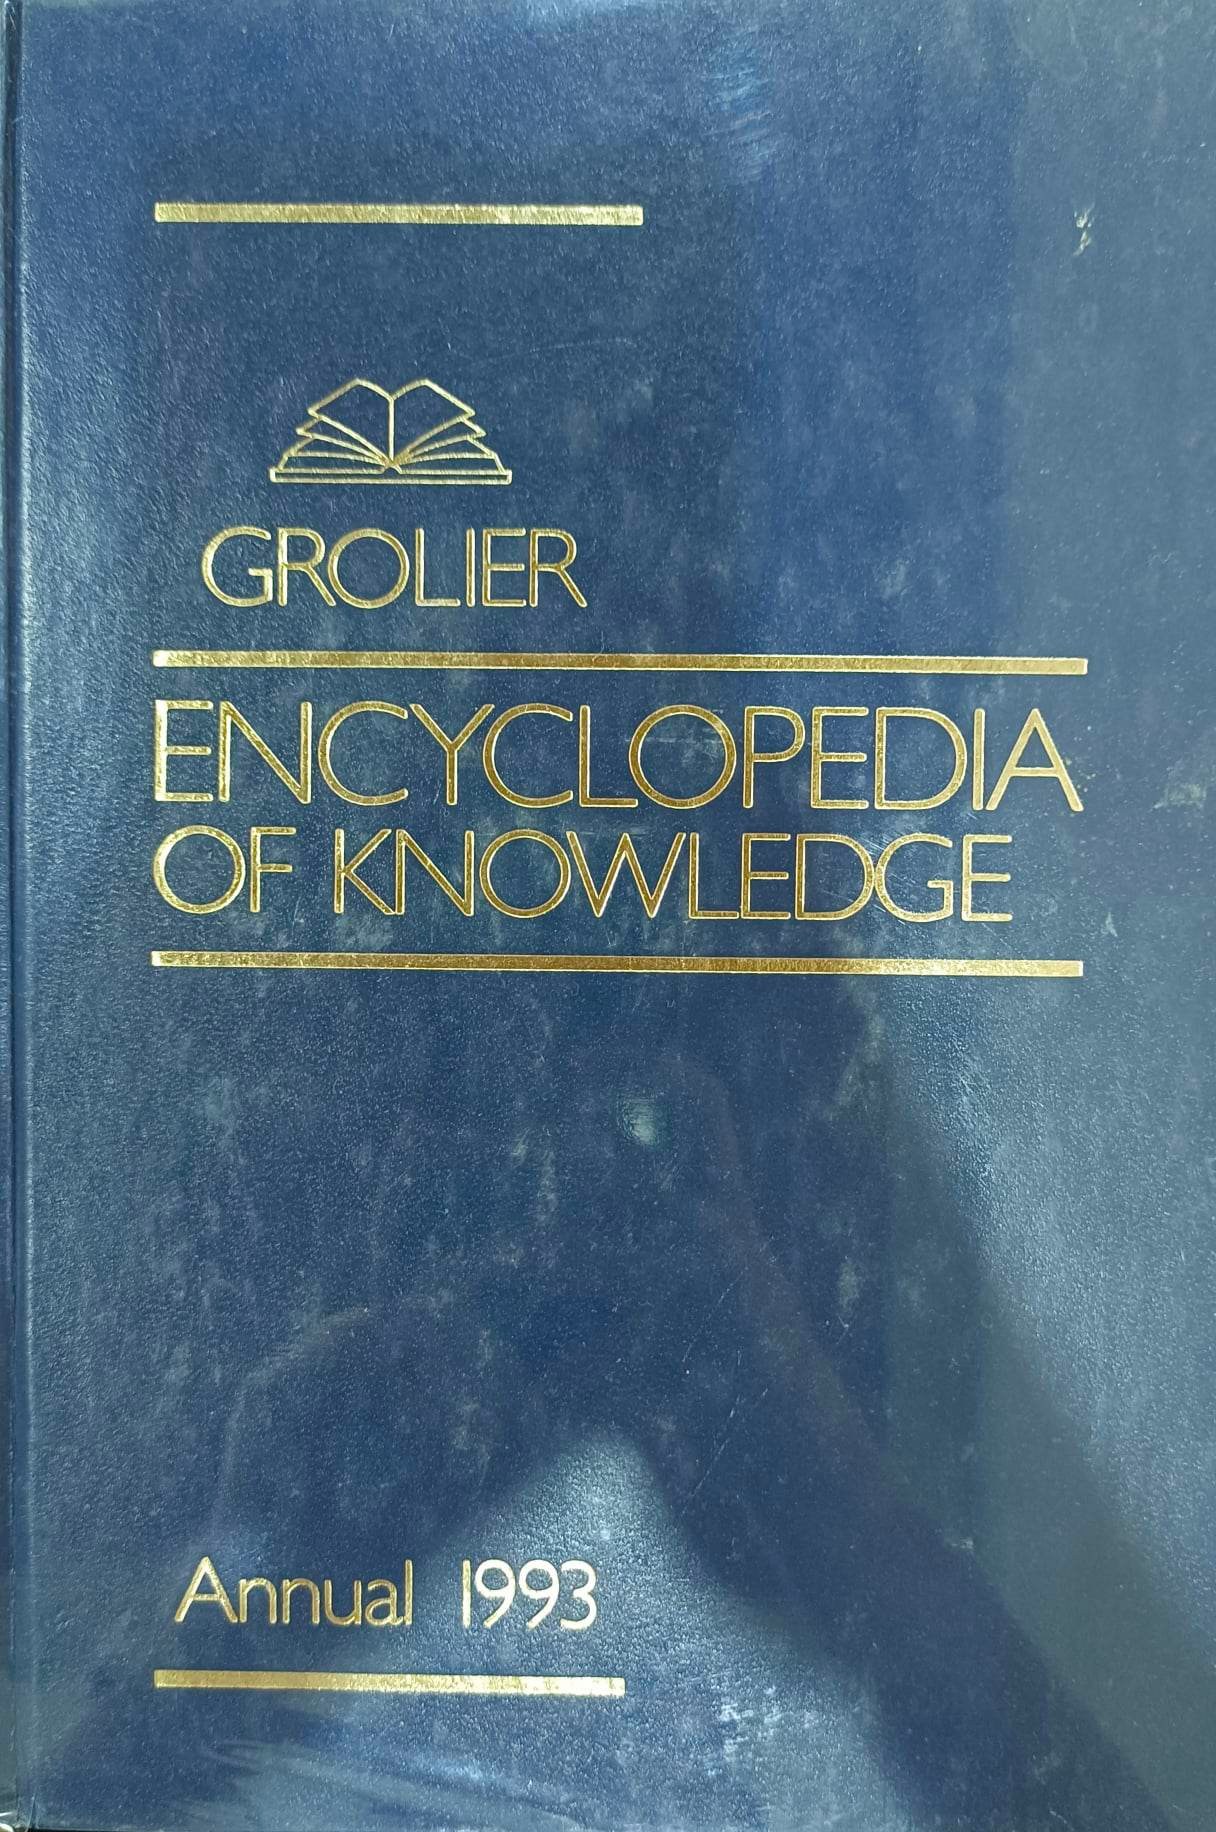 GROLIER
ENCYCLOPEDIA
OF KNOWLEDGE
Annual 1993